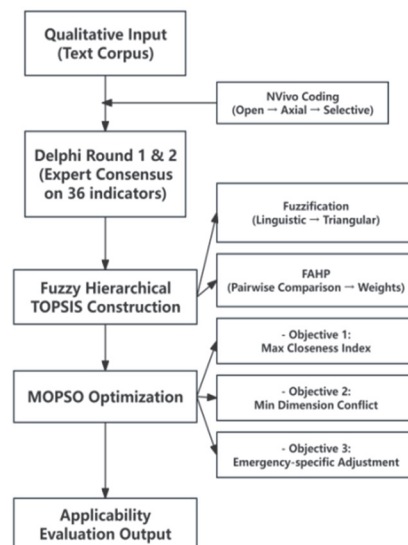 Qualitative Input
(Text Corpus)
NVivo Coding
(Open → Axial → Selective)
Delphi Round 1 & 2
(Expert Consensus
on 36 indicators)
Fuzzification
(Linguistic → Triangular)
Fuzzy Hierarchical
TOPSIS Construction
FAHP
(Pairwise Comparison → Weights)
- Objective 1:
Max Closeness Index
MOPSO Optimization
- Objective 2:
Min Dimension Conflict
- Objective 3:
Emergency-specific Adjustment
Applicability
Evaluation Output